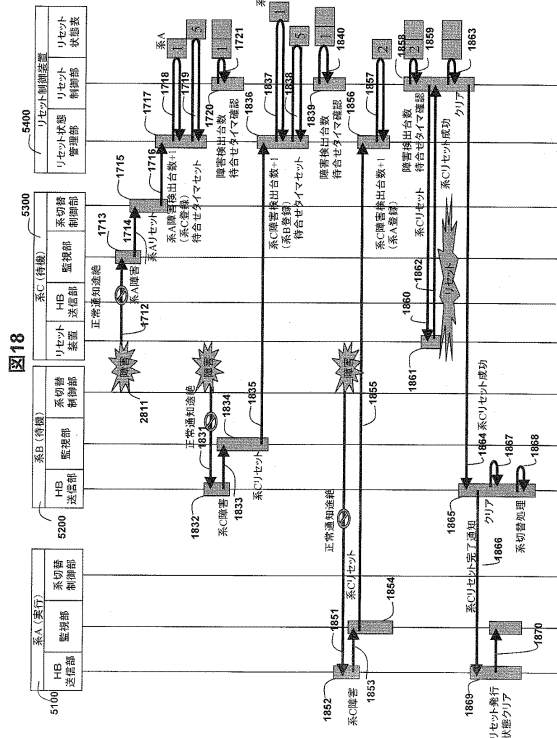 図18
系A(実行)
5100
HB
送信部
監視部
系切替
制御部
系B(待機)
5200
HB
送信部
監視部
系切替
制御部
系C(待機)
5300
リセット
装置
HB
送信部
監視部
系切替
制御部
リセット制御装置
5400
リセット状態
管理部
リセット
制御部
リセット
状態表
正常通知途絶
1712
障害
2811
系A障害
1713
1714
系Aリセット
1715
1716
系A障害検出台数+1
(系C登録)
待合せタイマセット
1717
1718
1719
系A
1
5
1720
障害検出台数
待合せタイマ確認
1721
1
障害
正常通知途絶
1831
1832
系C障害
1833
1834
系Cリセット
1835
系C障害検出台数+1
(系B登録)
待合せタイマセット
1836
1837
1838
1
5
1839
障害検出台数
待合せタイマ確認
1840
障害
正常通知途絶
1851
1852
系C障害
1853
1854
系Cリセット
1855
系C障害検出台数+1
(系A登録)
1856
1857
2
1858
1859
2
障害検出台数
待合せタイマ確認
系Cリセット
1860
1861
1862
リセット
系Cリセット成功
1863
クリア
系Cリセット成功
1864
1865
クリア
1867
系切替処理
1868
系Cリセット完了通知
1866
1869
リセット発行
状態クリア
1870